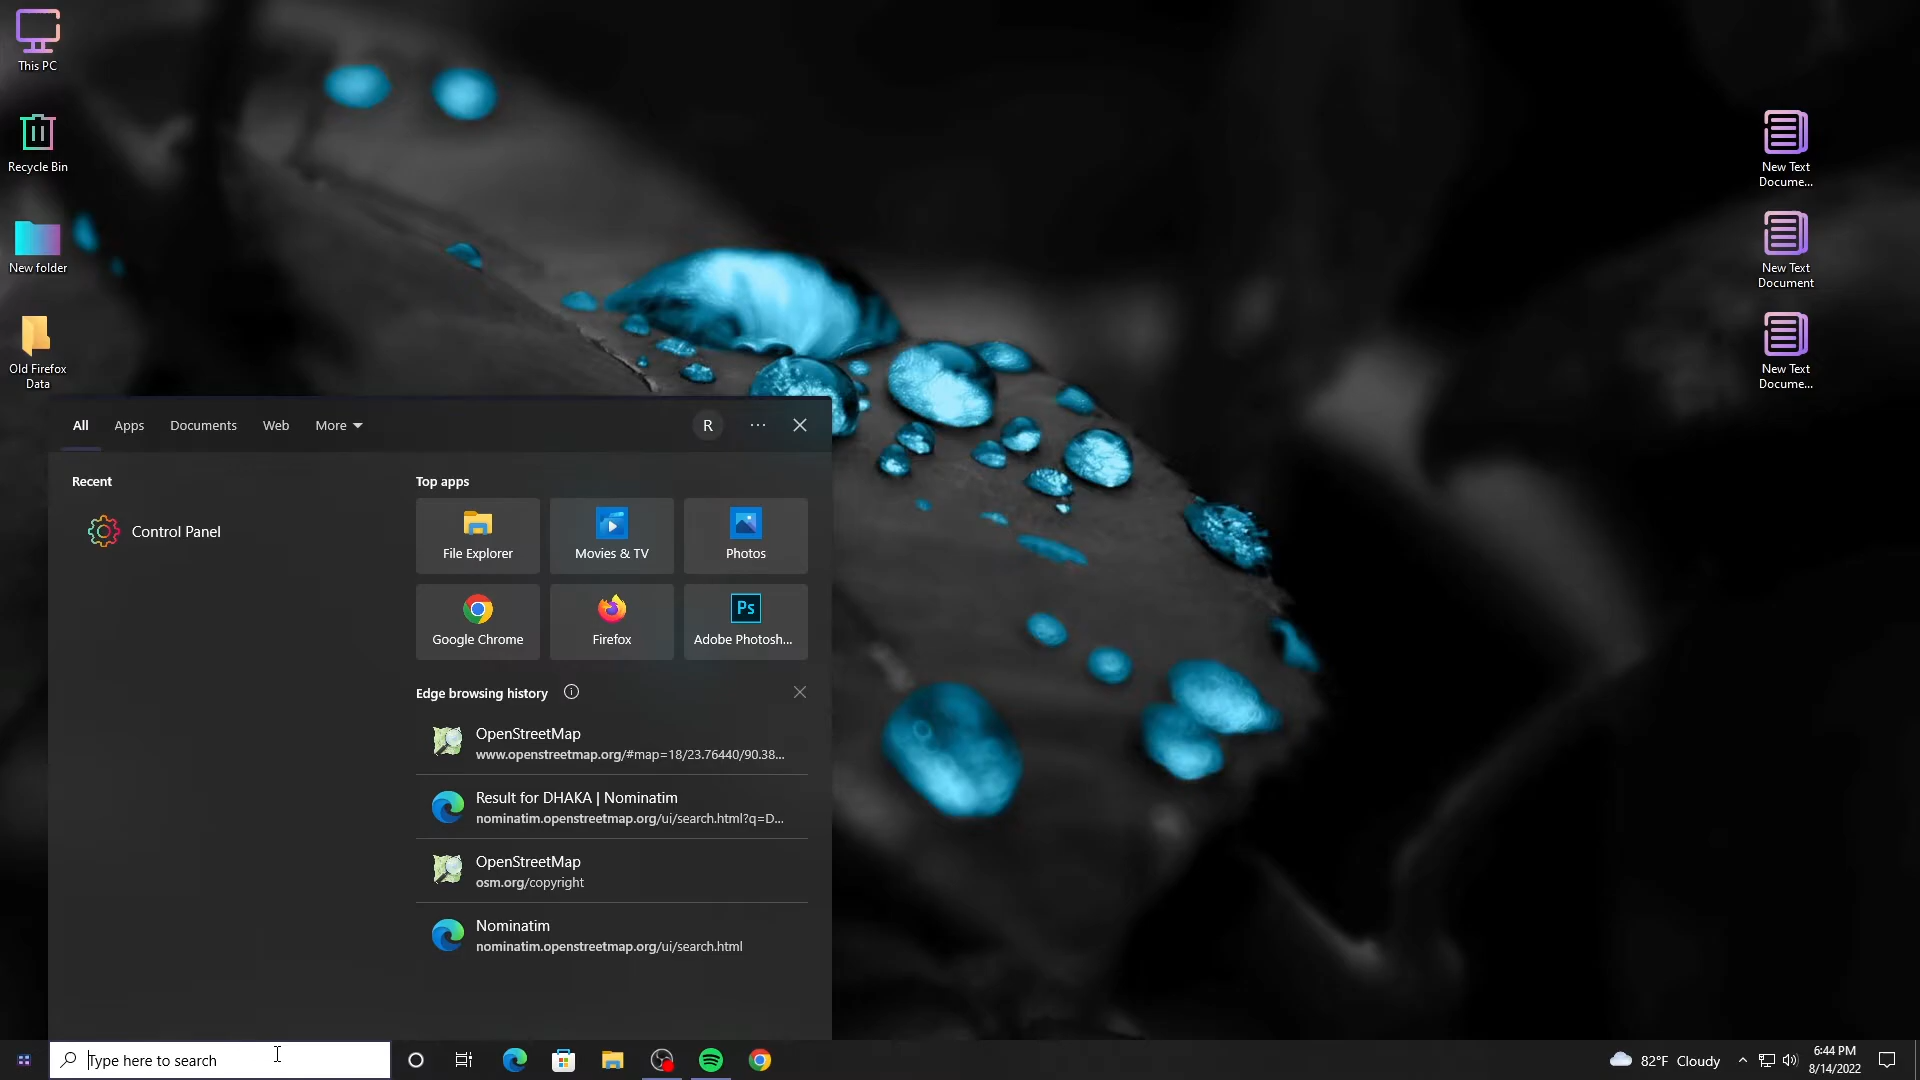 This PC
Recycle Bin
New folder
Old Firefox
Data
New Text
Docume...
New Text
Document
New Text
Docume...
All
Apps
Documents
Web
More
R
Recent
Control Panel
Top apps
File Explorer
Movies & TV
Photos
Google Chrome
Firefox
Ps
Adobe Photosh...
Edge browsing history
OpenStreetMap
www.openstreetmap.org/#map=18/23.76440/90.38...
Result for DHAKA | Nominatim
nominatim.openstreetmap.org/ui/search.html?q=D...
OpenStreetMap
osm.org/copyright
Nominatim
nominatim.openstreetmap.org/ui/search.html
Type here to search
82°F Cloudy
6:44 PM
8/14/2022